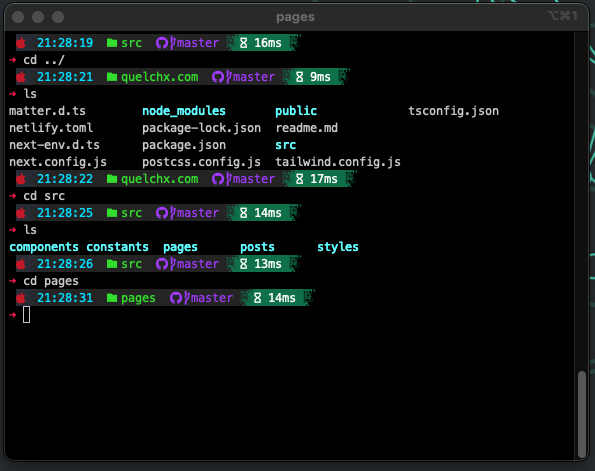 pages
⌥⌘1
21:28:19 src master 16ms
→ cd ../
21:28:21 quelchx.com master 9ms
→ ls
matter.d.ts node_modules public tsconfig.json
netlify.toml package-lock.json readme.md
next-env.d.ts package.json src
next.config.js postcss.config.js tailwind.config.js
21:28:22 quelchx.com master 17ms
→ cd src
21:28:25 src master 14ms
→ ls
components constants pages posts styles
21:28:26 src master 13ms
→ cd pages
21:28:31 pages master 14ms
→